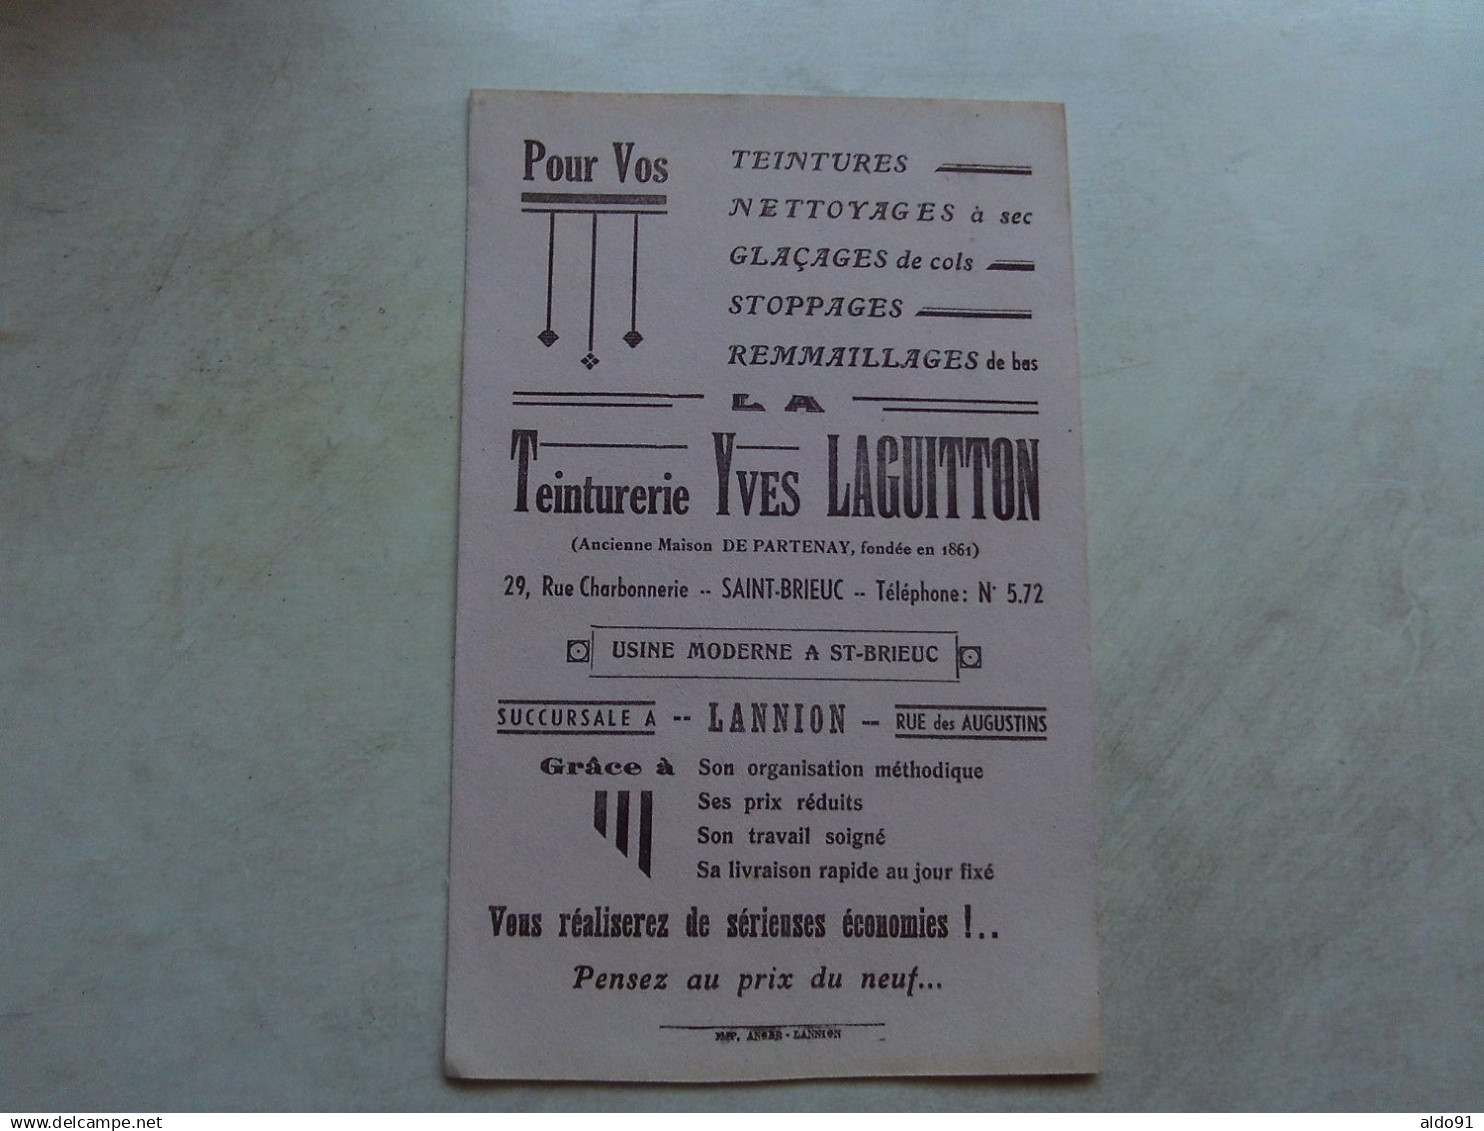 Pour Vos
TEINTURES
NETTOYAGES à sec
GLAÇAGES de cols
STOPPAGES
REMMAILLAGES de bas
LA
Teinturerie YVES LAGUITTON
(Ancienne Maison DE PARTENAY, fondée en 1861)
29, Rue Charbonnerie -- SAINT-BRIEUC -- Téléphone: N° 5.72
USINE MODERNE A ST-BRIEUC
SUCCURSALE A -- LANNION -- RUE des AUGUSTINS
Grâce à Son organisation méthodique
Ses prix réduits
Son travail soigné
Sa livraison rapide au jour fixé
Vous réaliserez de sérieuses économies !..
Pensez au prix du neuf...
IMP. ANGER - LANNION
delcampe.net
aldo91